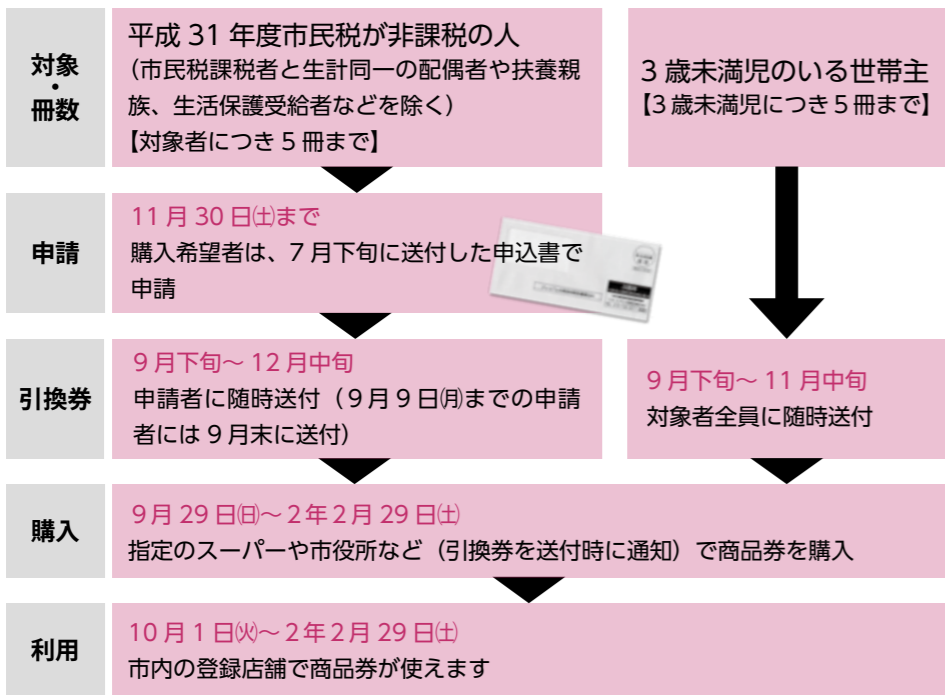 対象・冊数
平成 31 年度市民税が非課税の人
（市民税課税者と生計同一の配偶者や扶養親
族、生活保護受給者などを除く）
【対象者につき 5 冊まで】
3 歳未満児のいる世帯主
【3 歳未満児につき 5 冊まで】
申請
11 月 30 日㈯まで
購入希望者は、7 月下旬に送付した申込書で
申請
引換券
9 月下旬～ 12 月中旬
申請者に随時送付（9 月 9 日㈪までの申請
者には 9 月末に送付）
9 月下旬～ 11 月中旬
対象者全員に随時送付
購入
9 月 29 日㈰～ 2 年 2 月 29 日㈯
指定のスーパーや市役所など（引換券を送付時に通知）で商品券を購入
利用
10 月 1 日㈫～ 2 年 2 月 29 日㈯
市内の登録店舗で商品券が使えます